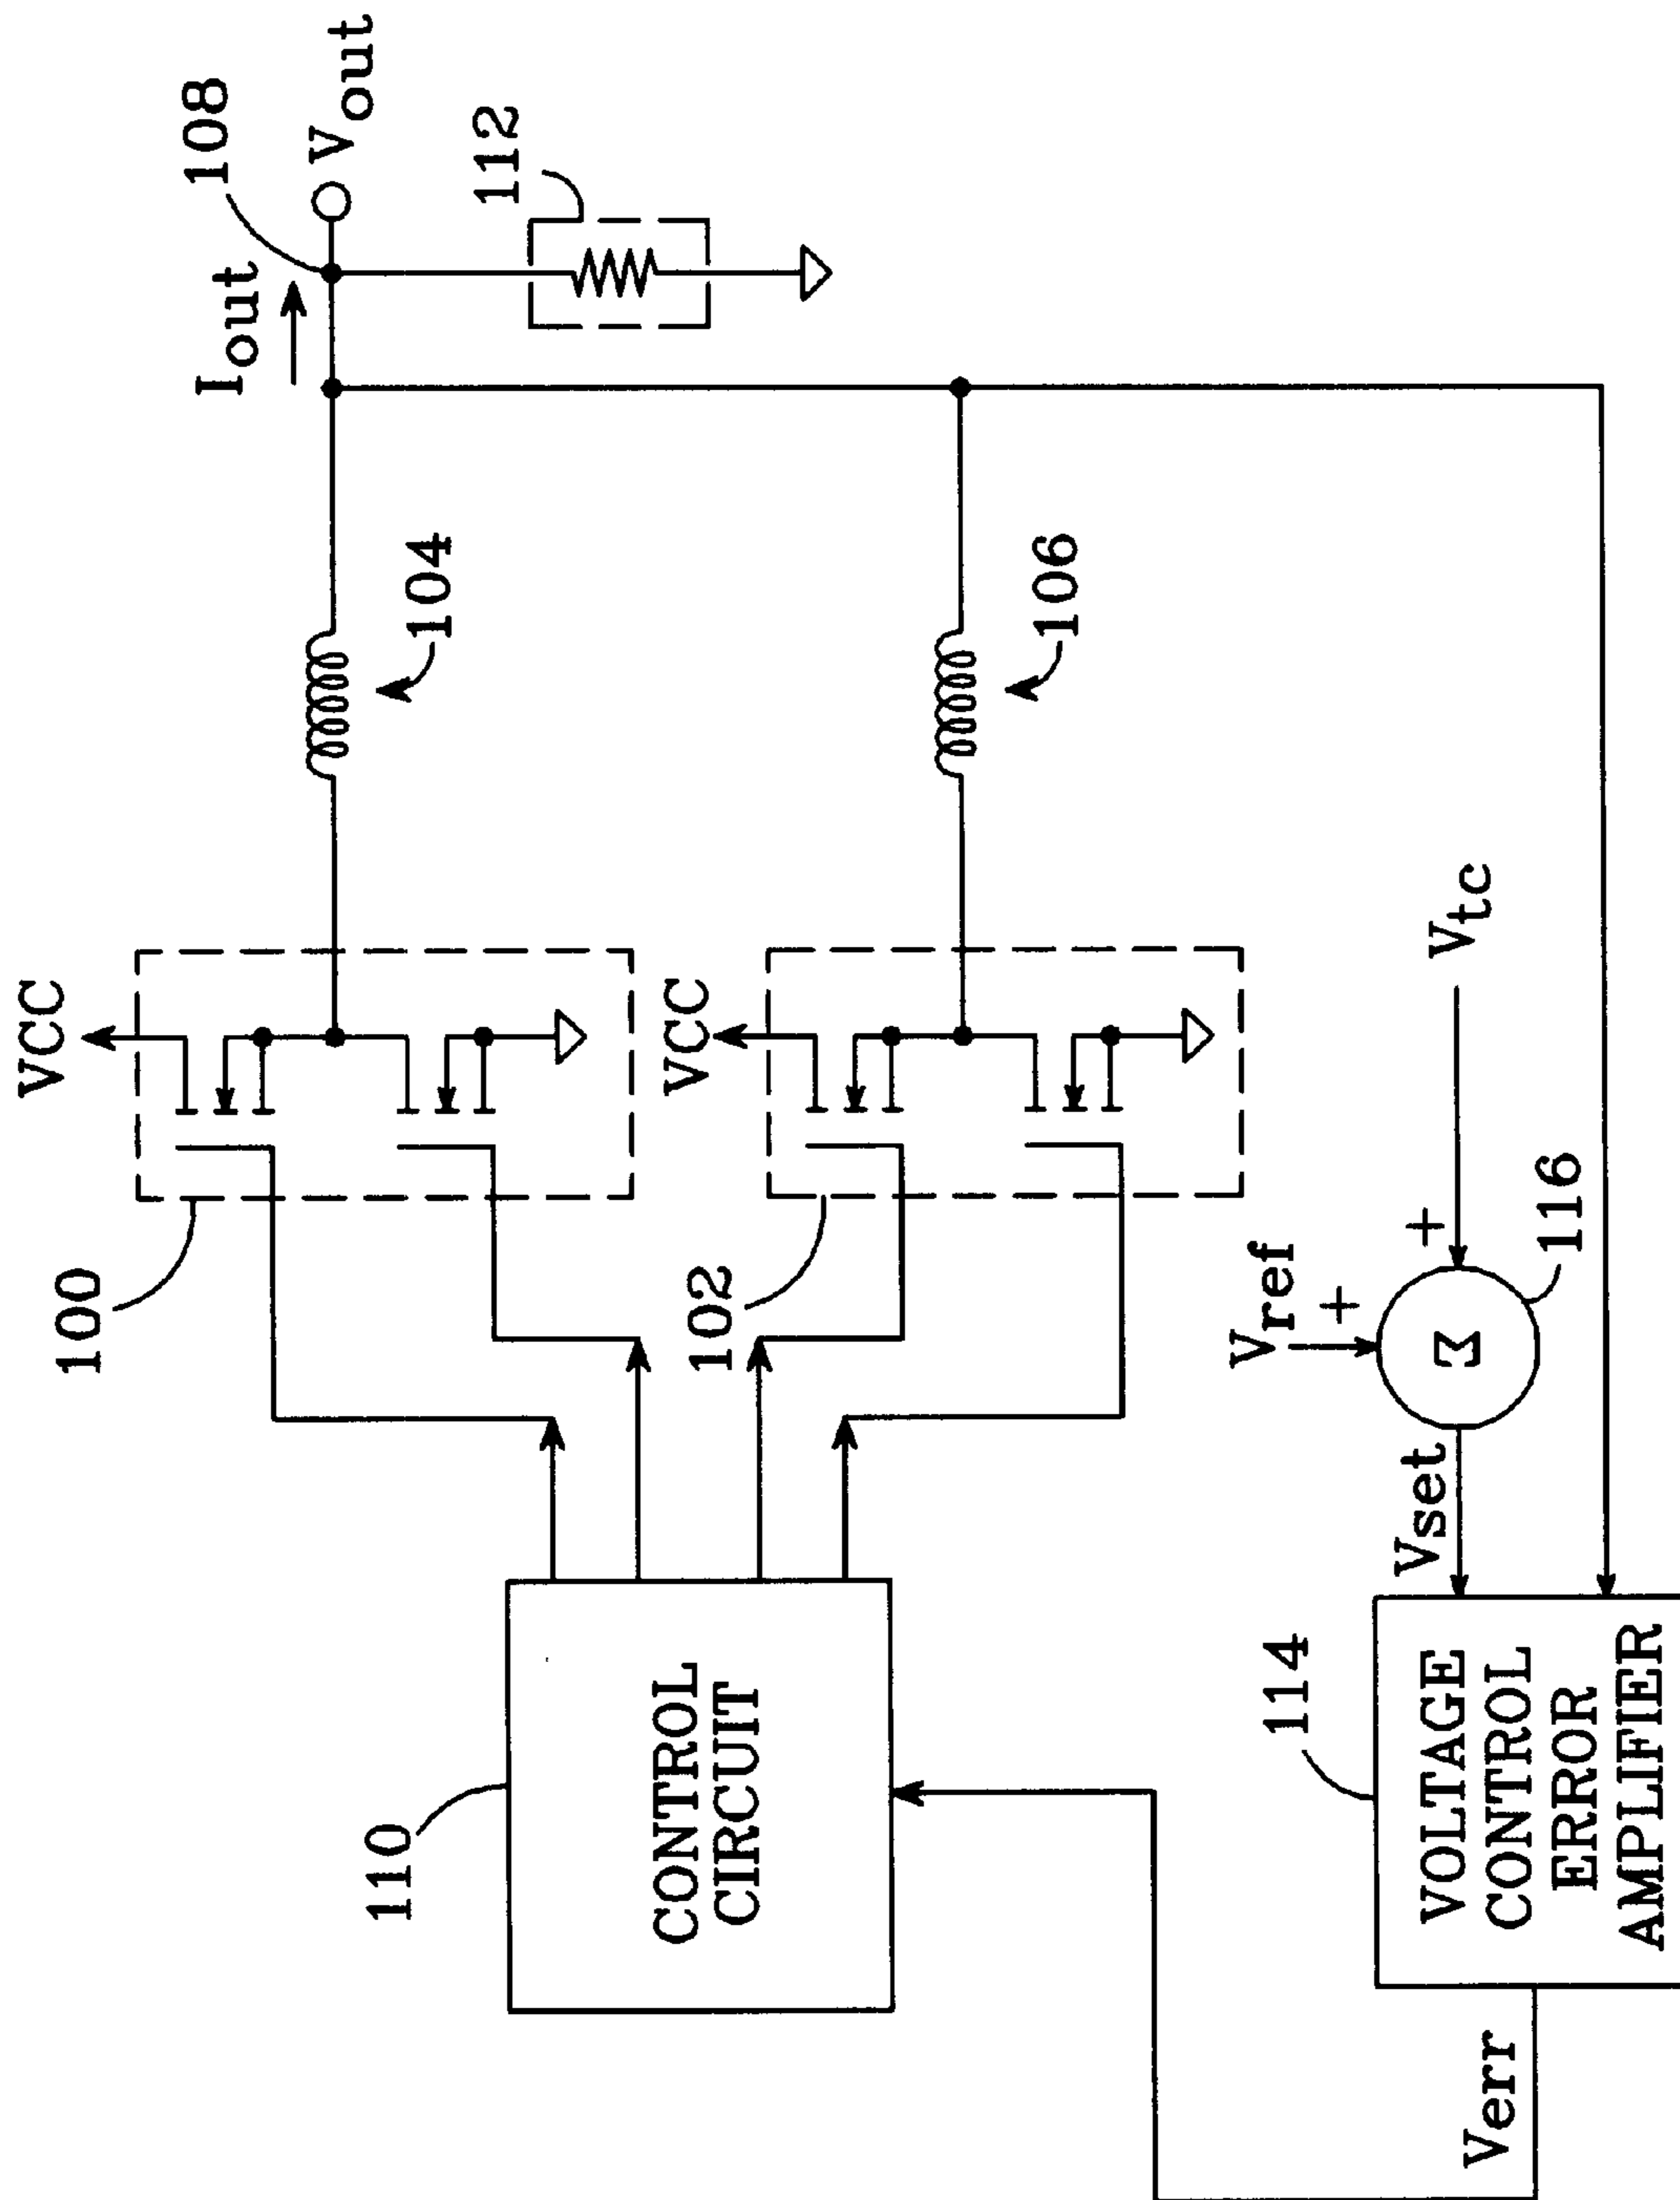 108
Iout
Vout
112
104
106
VCC
100
VCC
102
110
CONTROL
CIRCUIT
Vref
+
+
Vtc
Σ
116
Vset
114
VOLTAGE
CONTROL
ERROR
AMPLIFIER
Verr